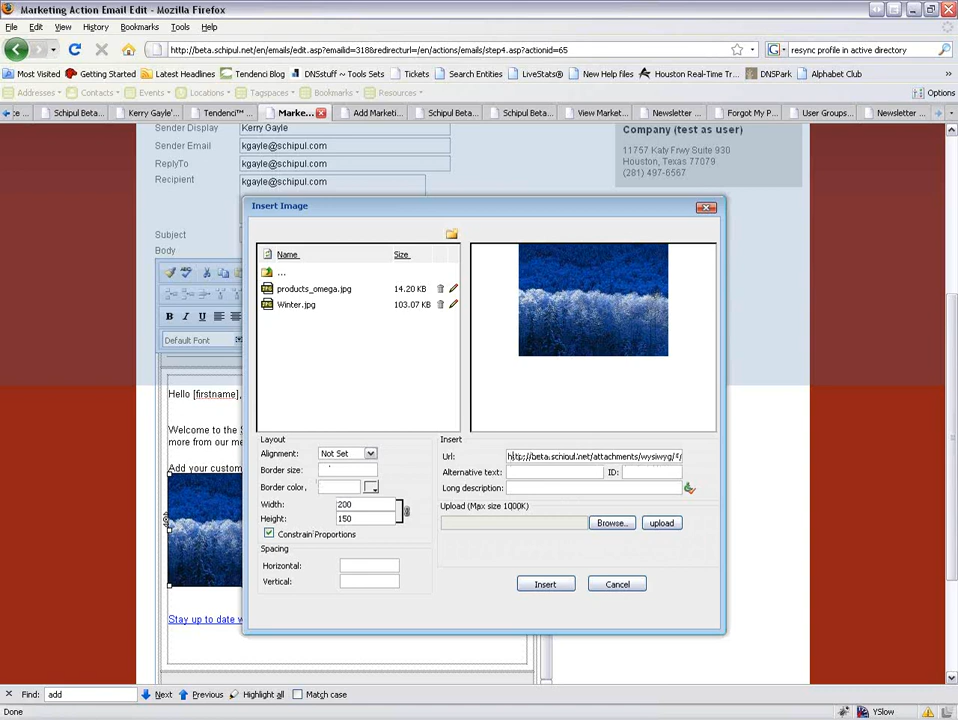 Marketing Action Email Edit - Mozilla Firefox
File Edit View History Bookmarks Tools Help
http://beta.schipul.net/en/emails/edit.asp?emailid=318&redirecturl=/en/actions/emails/step4.asp?actionid=65
resync profile in active directory
Most Visited Getting Started Latest Headlines Tendenci Blog DNSstuff ~ Tools Sets Tickets Search Entities LiveStats® New Help files Houston Real-Time Tr... DNSPark Alphabet Club
Addresses Contacts Events Locations Tagspaces Bookmarks Resources Options
ce ... Schipul Beta... Kerry Gayle'... Tendenci™ ... Marke... Add Marketi... Schipul Beta... Schipul Beta... View Market... Newsletter ... Forgot My P... User Groups... Newsletter ...
Sender Display Kerry Gayle
Sender Email kgayle@schipul.com
ReplyTo kgayle@schipul.com
Recipient kgayle@schipul.com
Subject
Body
Company (test as user)
11757 Katy Frwy Suite 930
Houston, Texas 77079
(281) 497-6567
B I U
Default Font
Hello [firstname],
Welcome to the S
more from our me
Add your custom
Stay up to date w
Insert Image
Name Size
...
products_omega.jpg 14.20 KB
Winter.jpg 103.07 KB
Layout
Alignment: Not Set
Border size:
Border color,
Width: 200
Height: 150
Constrain Proportions
Spacing
Horizontal:
Vertical:
Insert
Url: http://beta.schipul.net/attachments/wysiwyg/
Alternative text: ID:
Long description:
Upload (Max size 1000K)
Browse... upload
Insert Cancel
Find: add Next Previous Highlight all Match case
Done YSlow